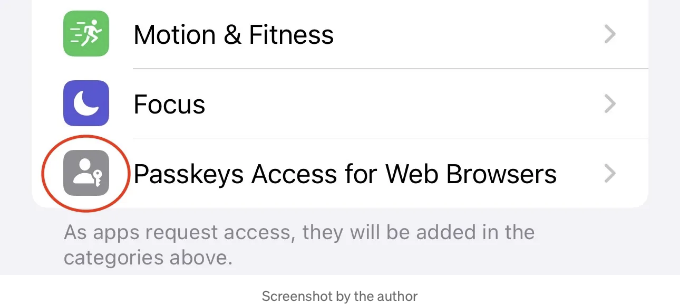 Motion & Fitness
Focus
Passkeys Access for Web Browsers
As apps request access, they will be added in the
categories above.
Screenshot by the author